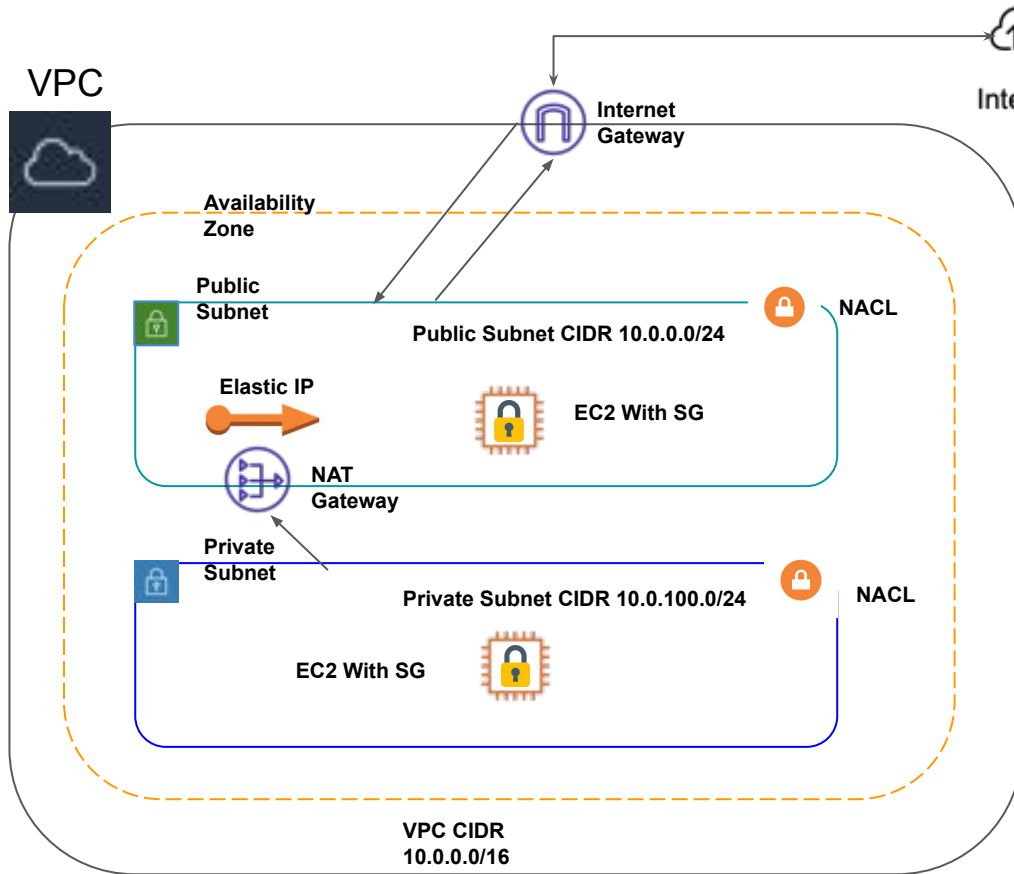 VPC
Internet
Gateway
Availability
Zone
Public
Subnet
NACL
Public Subnet CIDR 10.0.0.0/24
Elastic IP
EC2 With SG
NAT
Gateway
Private
Subnet
Private Subnet CIDR 10.0.100.0/24
NACL
EC2 With SG
VPC CIDR
10.0.0.0/16